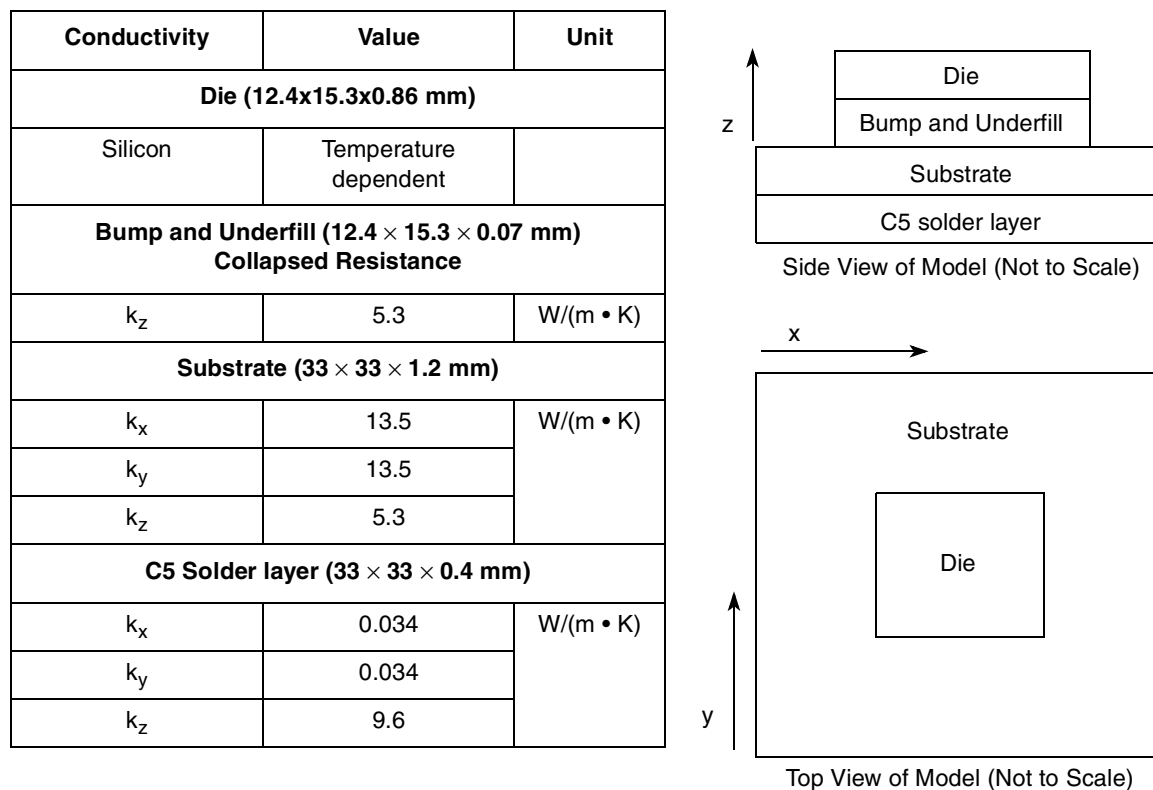 Conductivity Value Unit
Die (12.4x15.3x0.86 mm)
Silicon Temperature
dependent
Bump and Underfill (12.4 × 15.3 × 0.07 mm)
Collapsed Resistance
kz 5.3 W/(m • K)
Substrate (33 × 33 × 1.2 mm)
kx 13.5 W/(m • K)
ky 13.5
kz 5.3
C5 Solder layer (33 × 33 × 0.4 mm)
kx 0.034 W/(m • K)
ky 0.034
kz 9.6
z
Die
Bump and Underfill
Substrate
C5 solder layer
Side View of Model (Not to Scale)
x
Substrate
Die
y
Top View of Model (Not to Scale)